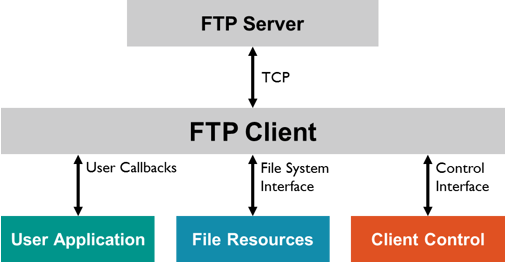 FTP Server
TCP
FTP Client
User Callbacks
File System
Interface
Control
Interface
User Application
File Resources
Client Control